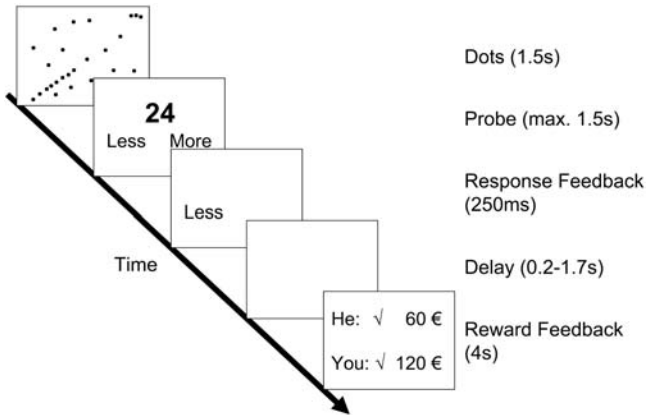 Dots (1.5s)
24
Less More
Probe (max. 1.5s)
Less
Response Feedback
(250ms)
Time
Delay (0.2-1.7s)
He: √ 60 €
You: √ 120 €
Reward Feedback
(4s)